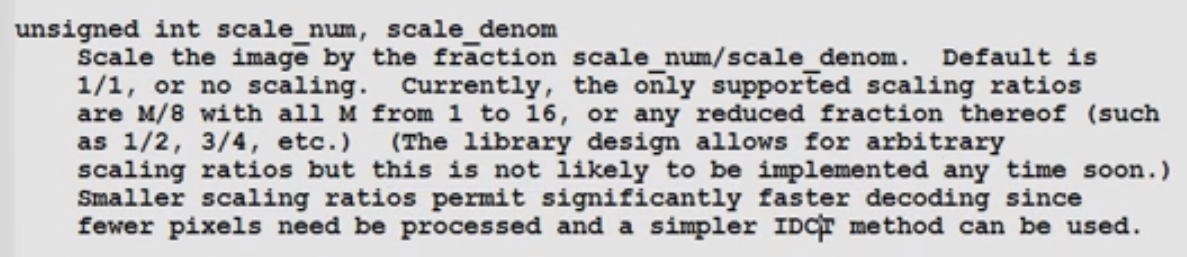 unsigned int scale_num, scale_denom
Scale the image by the fraction scale_num/scale_denom.  Default is
1/1, or no scaling.  Currently, the only supported scaling ratios
are M/8 with all M from 1 to 16, or any reduced fraction thereof (such
as 1/2, 3/4, etc.)  (The library design allows for arbitrary
scaling ratios but this is not likely to be implemented any time soon.)
Smaller scaling ratios permit significantly faster decoding since
fewer pixels need be processed and a simpler IDCT method can be used.